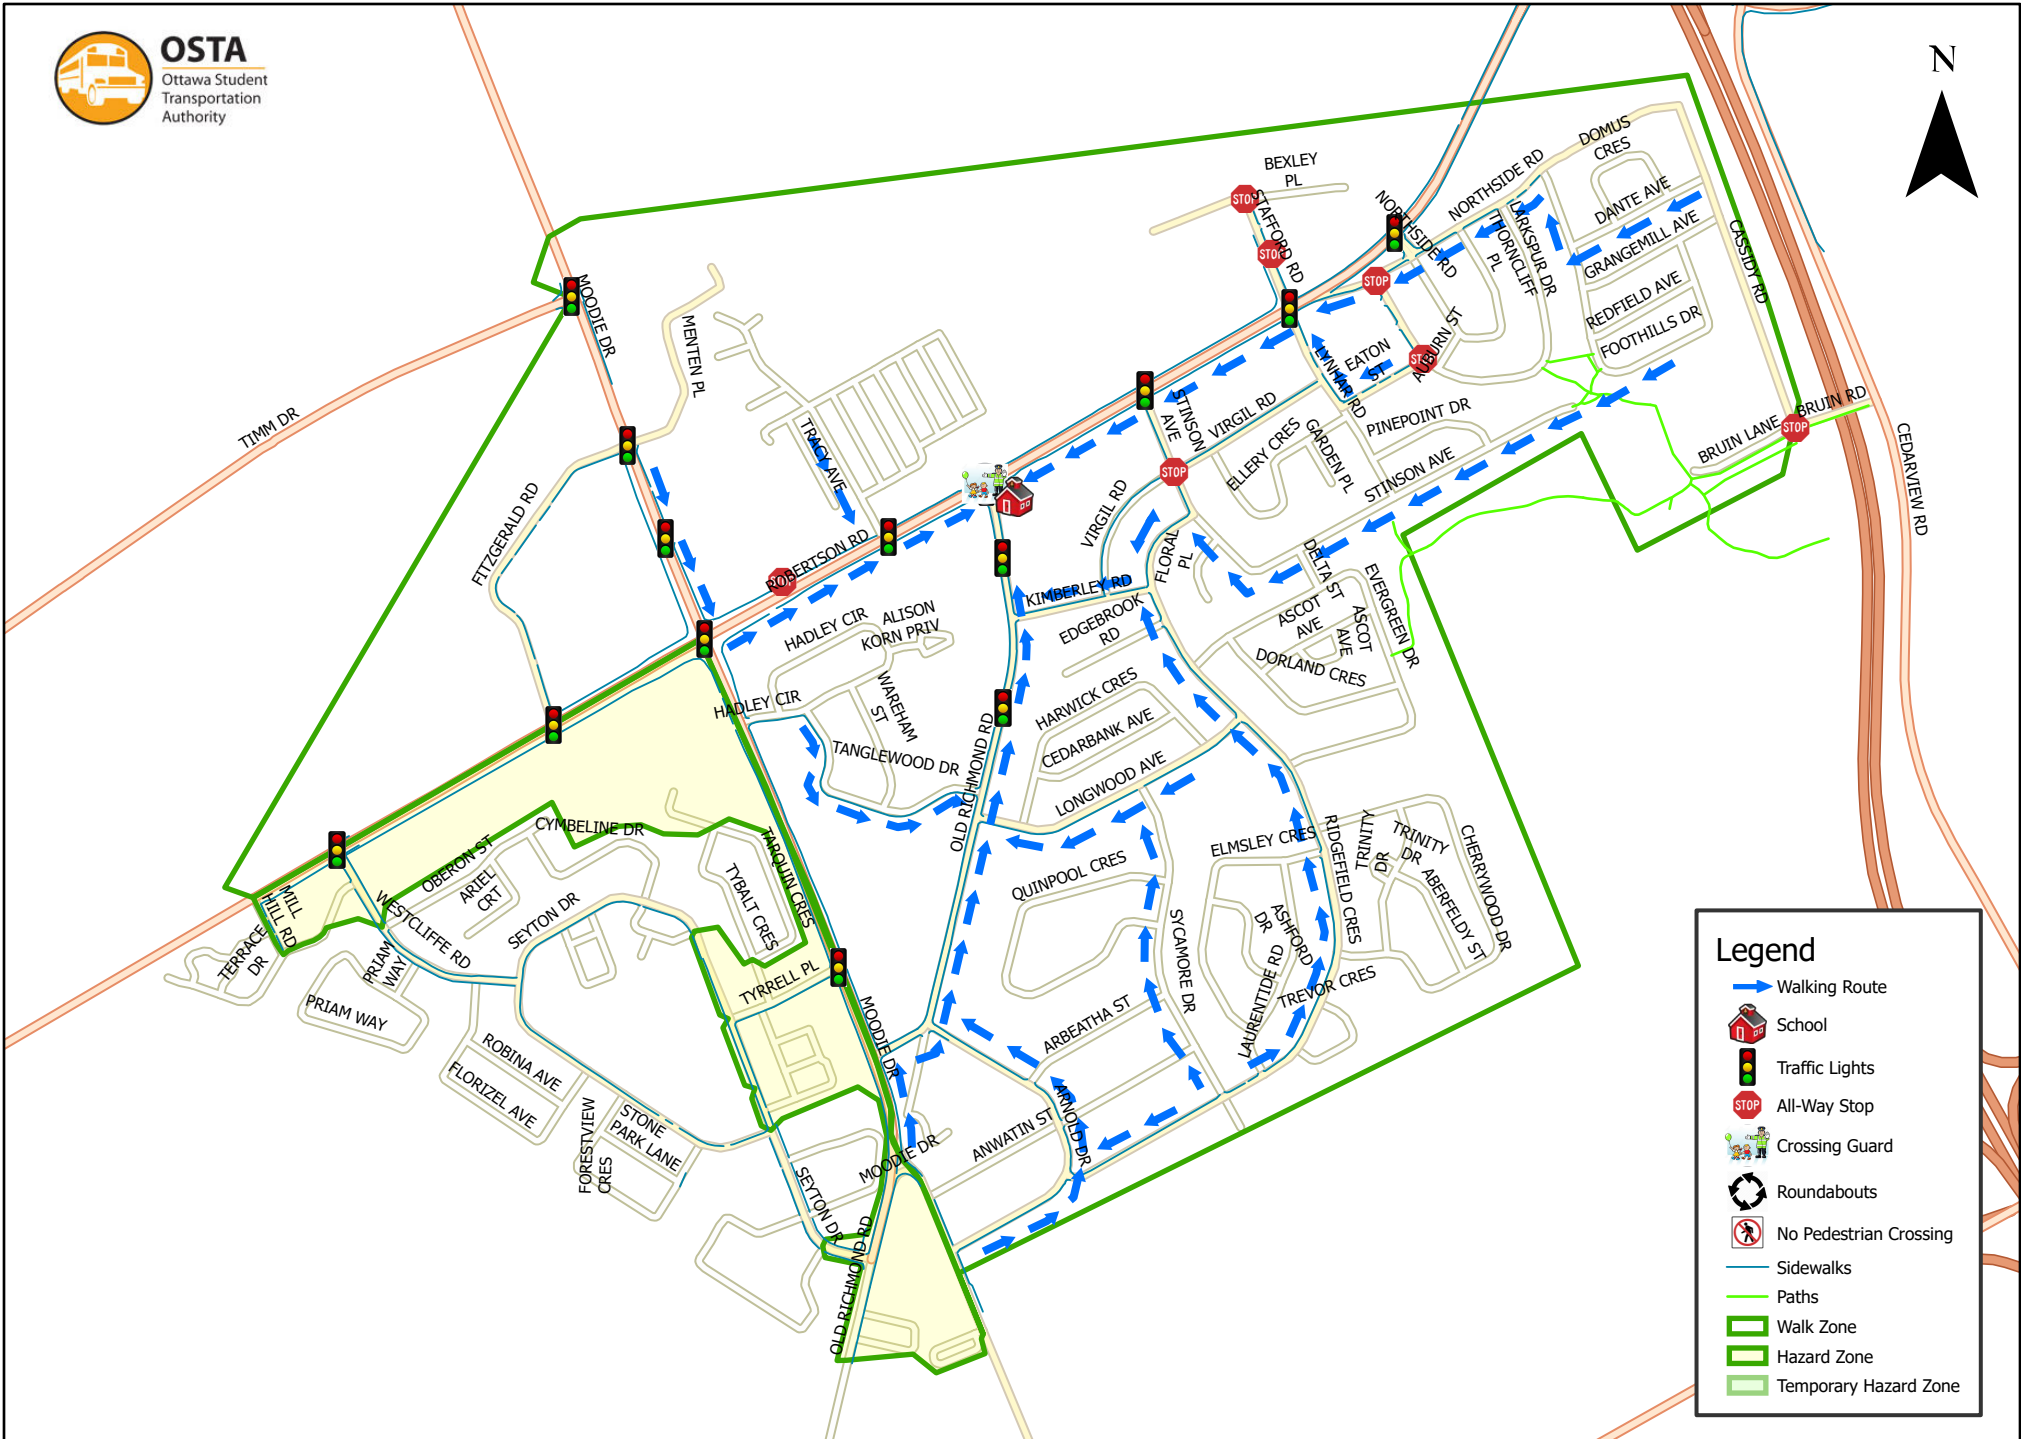 OSTA
Ottawa Student
Transportation
Authority
N
BEXLEY
PL
STAFFORD RD
STOP
STOP
NORTHSIDE RD
NORTHSIDE RD
DOMUS
CRES
DANTE AVE
GRANGEMILL AVE
LARKSPUR DR
THORNCLIFF
PL
REDFIELD AVE
FOOTHILLS DR
CASSIDY RD
STOP
MOODIE DR
MENTEN PL
TIMM DR
EATON
ST
AUBURN ST
STOP
LYNHAR RD
STINSON
AVE
VIRGIL RD
PINEPOINT DR
ELLERY CRES
GARDEN PL
STINSON AVE
BRUIN RD
BRUIN LANE
STOP
CEDARVIEW RD
TRACY AVE
STOP
VIRGIL RD
FITZGERALD RD
ROBERTSON RD
STOP
FLORAL
PL
DELTA ST
EVERGREEN DR
KIMBERLEY RD
EDGEBROOK
RD
ASCOT
AVE
ASCOT
AVE
DORLAND CRES
HADLEY CIR
ALISON
KORN PRIV
HADLEY CIR
WAREHAM
ST
TANGLEWOOD DR
OLD RICHMOND RD
HARWICK CRES
CEDARBANK AVE
LONGWOOD AVE
CYMBELINE DR
OBERON ST
ARIEL
CRT
TARQUIN CRES
TYBALT CRES
QUINPOOL CRES
ELMSLEY CRES
RIDGEFIELD CRES
TRINITY
DR
TRINITY
DR
CHERRYWOOD DR
ABERFELDY ST
MILL
HILL RD
TERRACE
DR
WESTCLIFFE RD
PRIAM
WAY
PRIAM WAY
SEYTON DR
TYRRELL PL
SYCAMORE DR
ASHFORD
DR
LAURENTIDE RD
TREVOR CRES
ARBEATHA ST
MOODIE DR
ROBINA AVE
FLORIZEL AVE
FORESTVIEW
CRES
STONE
PARK LANE
ANWATIN ST
ARNOLD DR
MOODIE DR
SEYTON DR
OLD RICHMOND RD
Legend
Walking Route
School
Traffic Lights
STOP
All-Way Stop
Crossing Guard
Roundabouts
No Pedestrian Crossing
Sidewalks
Paths
Walk Zone
Hazard Zone
Temporary Hazard Zone